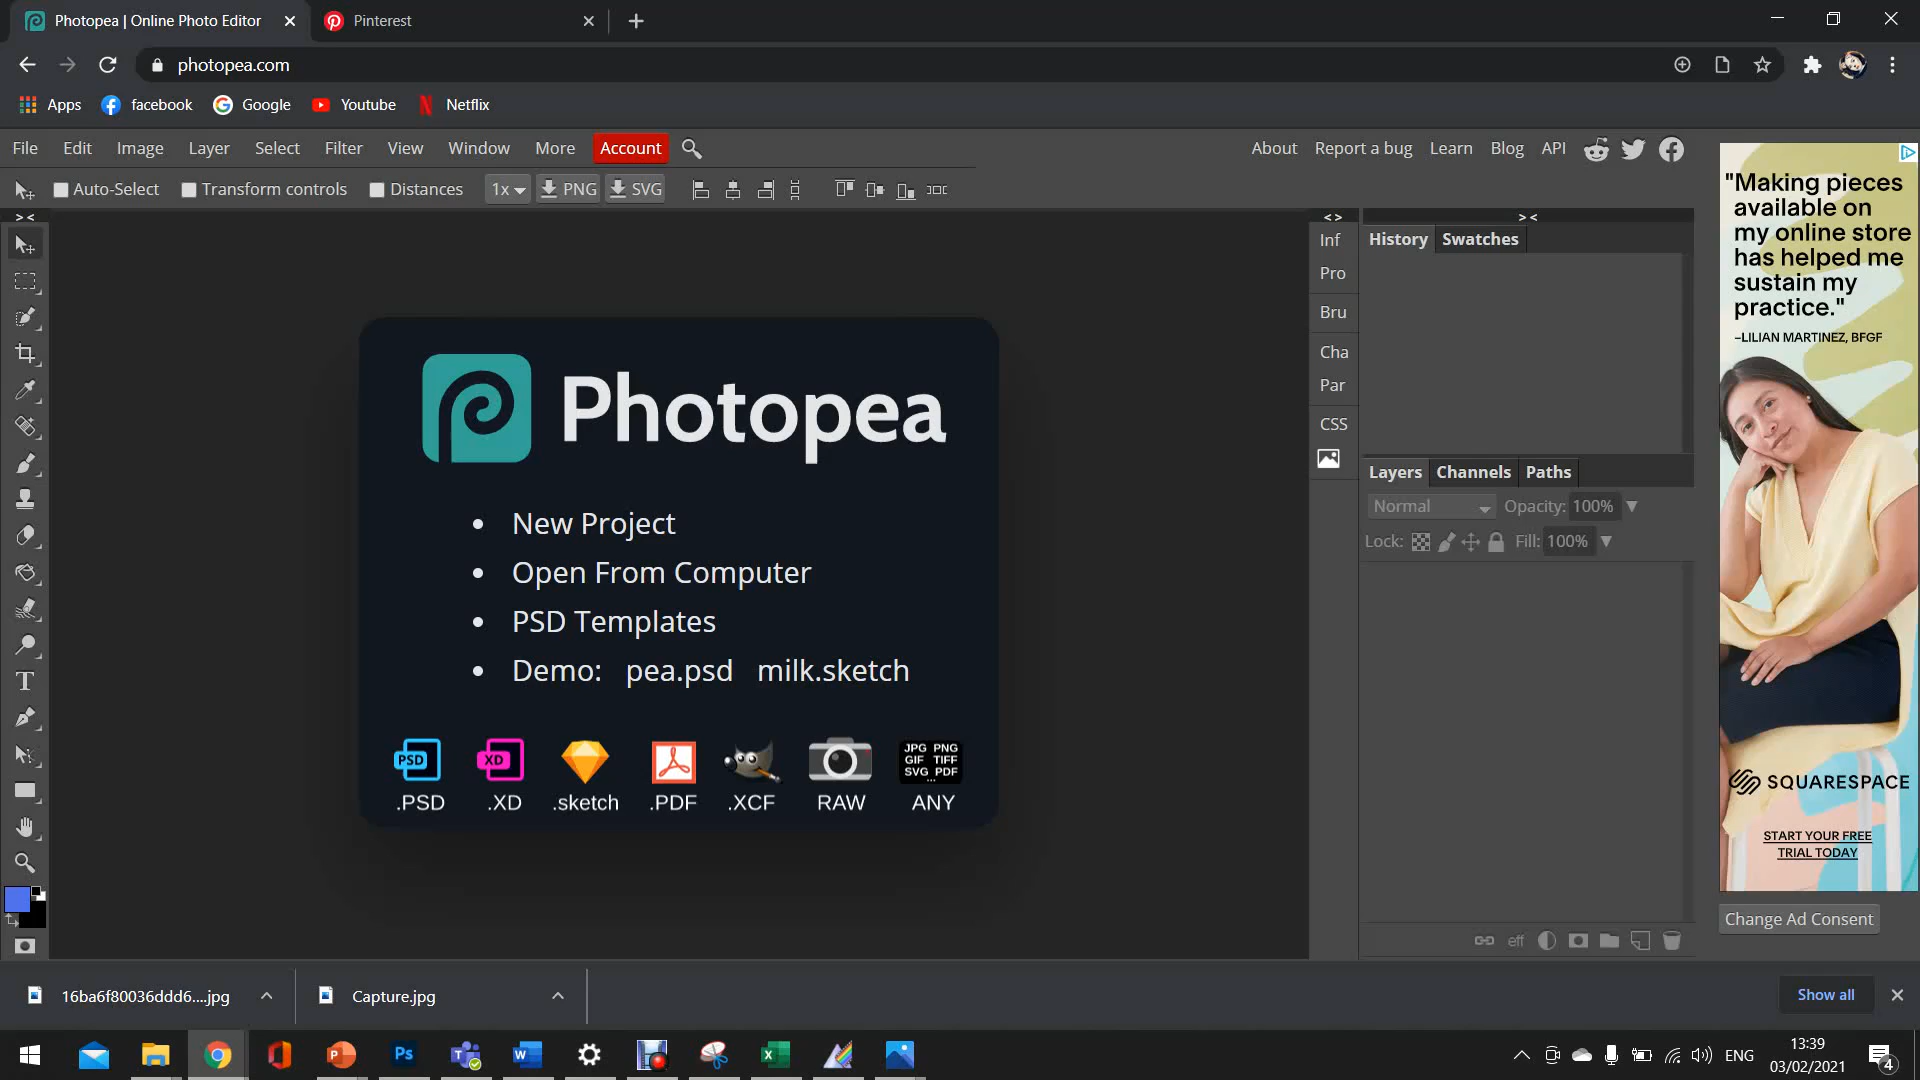 Photopea | Online Photo Editor
Pinterest
photopea.com
Apps
facebook
Google
Youtube
Netflix
File
Edit
Image
Layer
Select
Filter
View
Window
More
Account
About
Report a bug
Learn
Blog
API
Auto-Select
Transform controls
Distances
1x
PNG
SVG
> <
< >
> <
Inf
Pro
Bru
Cha
Par
CSS
History
Swatches
Layers
Channels
Paths
Normal
Opacity: 100%
Lock:
Fill: 100%
eff
Photopea
New Project
Open From Computer
PSD Templates
Demo: pea.psd milk.sketch
PSD
XD
JPG PNG
GIF TIFF
SVG PDF
...
.PSD
.XD
.sketch
.PDF
.XCF
RAW
ANY
"Making pieces
available on
my online store
has helped me
sustain my
practice."
–LILIAN MARTINEZ, BFGF
SQUARESPACE
START YOUR FREE
TRIAL TODAY
Change Ad Consent
16ba6f80036ddd6....jpg
Capture.jpg
Show all
ENG
13:39
03/02/2021
4